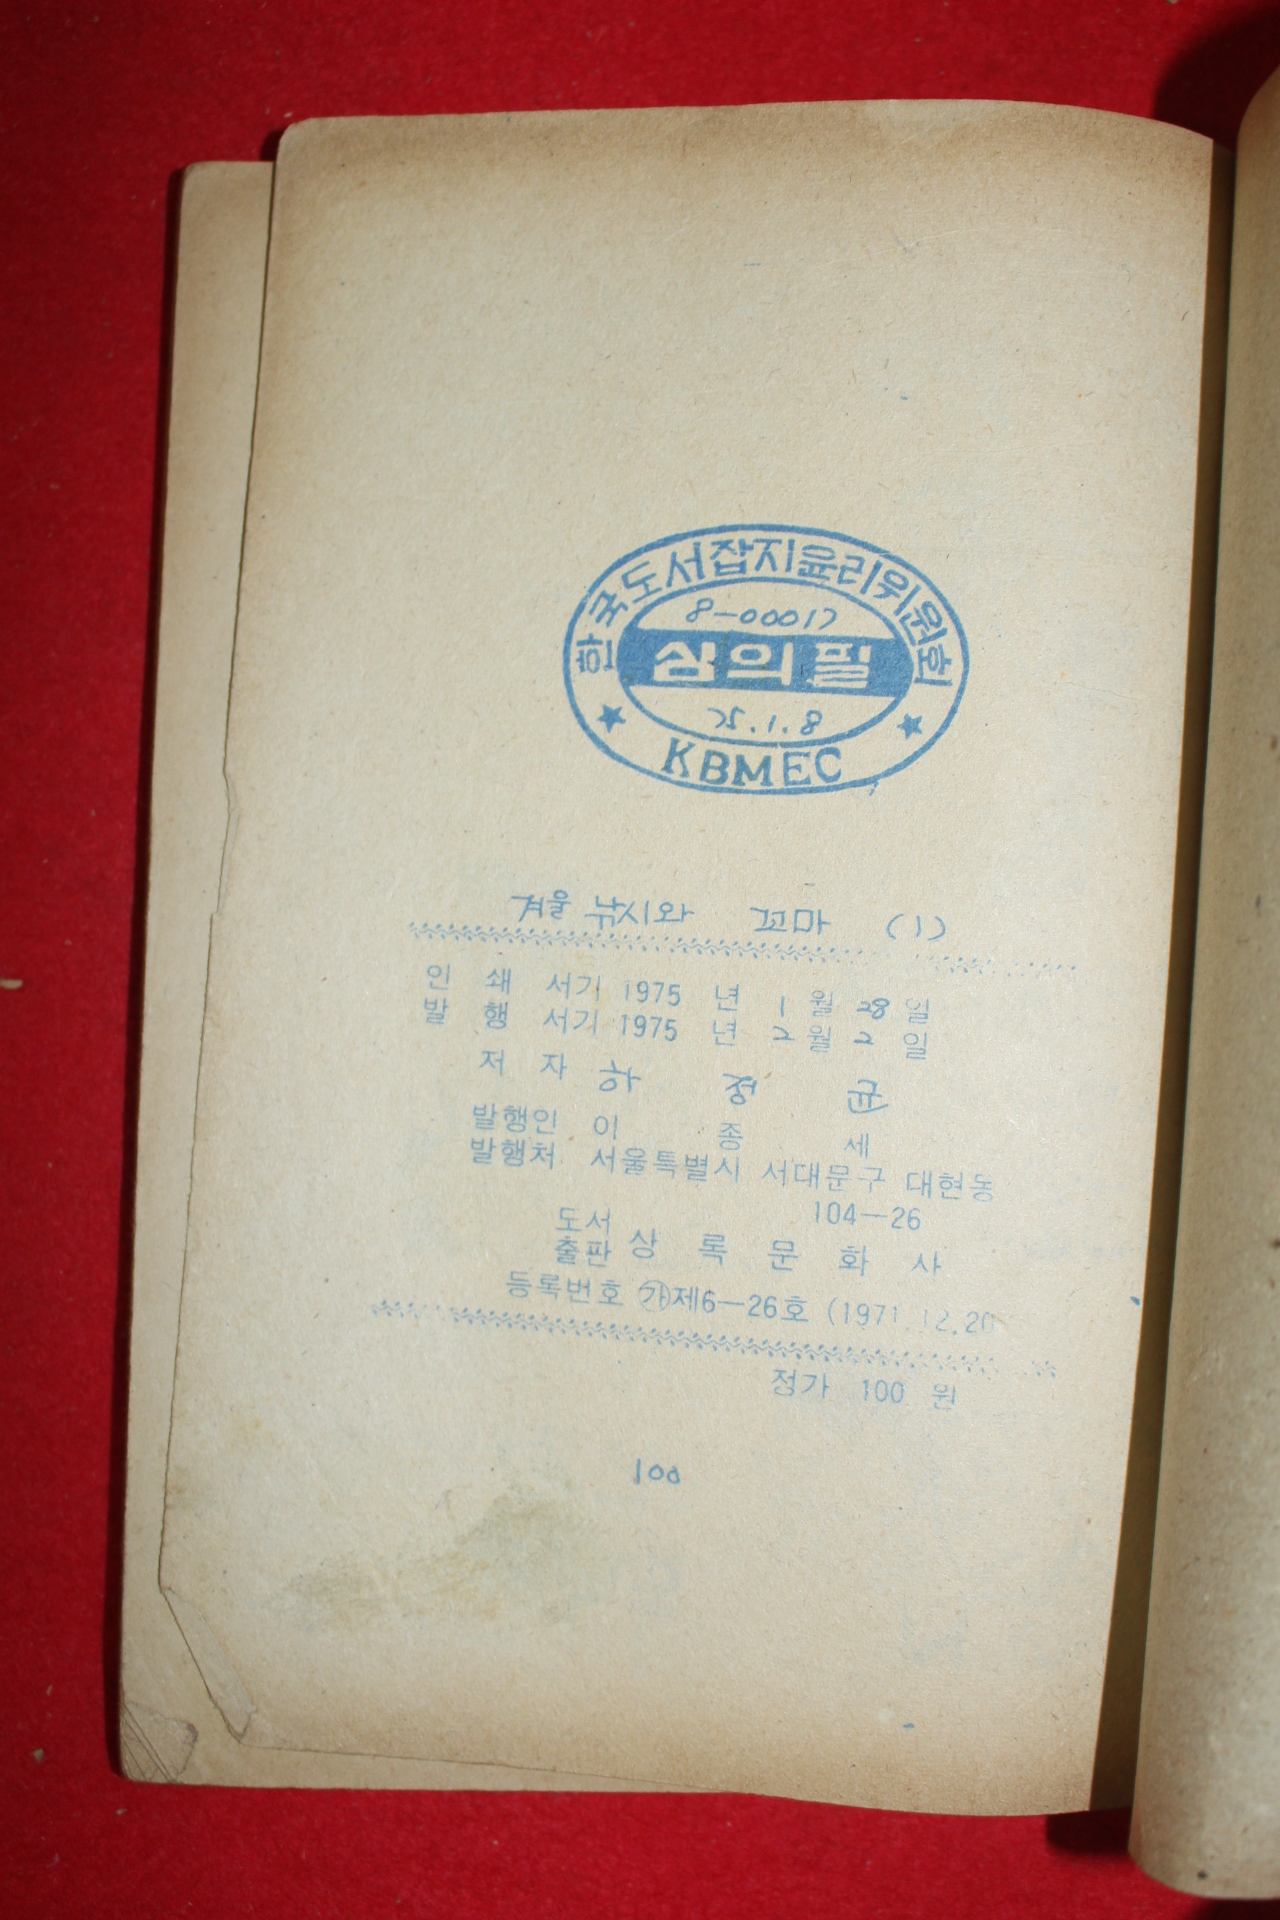 한국도서잡지윤리위원회
8-00017
심의필
75.1.8
KBMEC
겨울 낚시와 꼬마 (1)
인 쇄 서기 1975 년 1 월 28 일
발 행 서기 1975 년 2 월 2 일
저 자 하 정 균
발행인 이 종 세
발행처 서울특별시 서대문구 대현동
104—26
도서출판 상 록 문 화 사
등록번호 ㉮제6—26호 (1971.12.20
정가 100 원
100